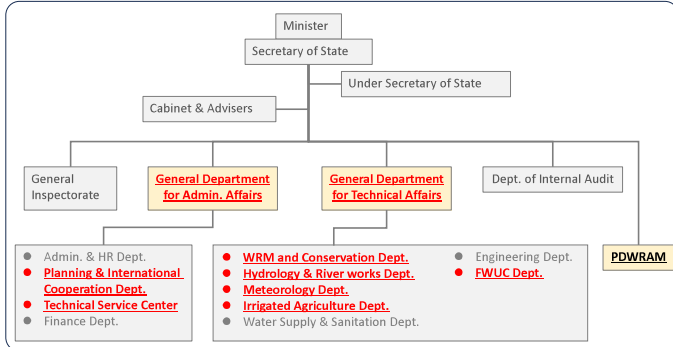 Minister
Secretary of State
Under Secretary of State
Cabinet & Advisers
General
Inspectorate
General Department
for Admin. Affairs
General Department
for Technical Affairs
Dept. of Internal Audit
PDWRAM
Admin. & HR Dept.
Planning & International
Cooperation Dept.
Technical Service Center
Finance Dept.
WRM and Conservation Dept.
Hydrology & River works Dept.
Meteorology Dept.
Irrigated Agriculture Dept.
Water Supply & Sanitation Dept.
Engineering Dept.
FWUC Dept.